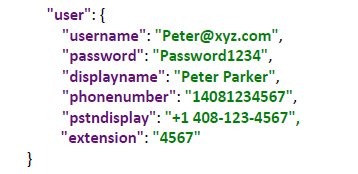 "user": {
"username": "Peter@xyz.com",
"password": "Password1234",
"displayname": "Peter Parker",
"phonenumber": "14081234567",
"pstndisplay": "+1 408-123-4567",
"extension": "4567"
}